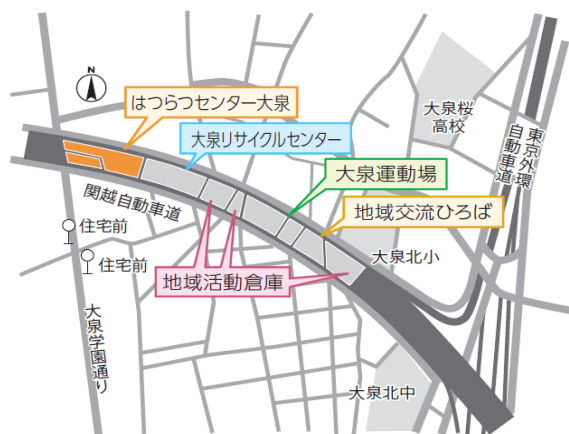 N
はつらつセンター大泉
大泉桜
高校
大泉リサイクルセンター
東京外環
自動車道
大泉運動場
関越自動車道
地域交流ひろば
住宅前
住宅前
大泉北小
地域活動倉庫
大泉学園通り
大泉北中